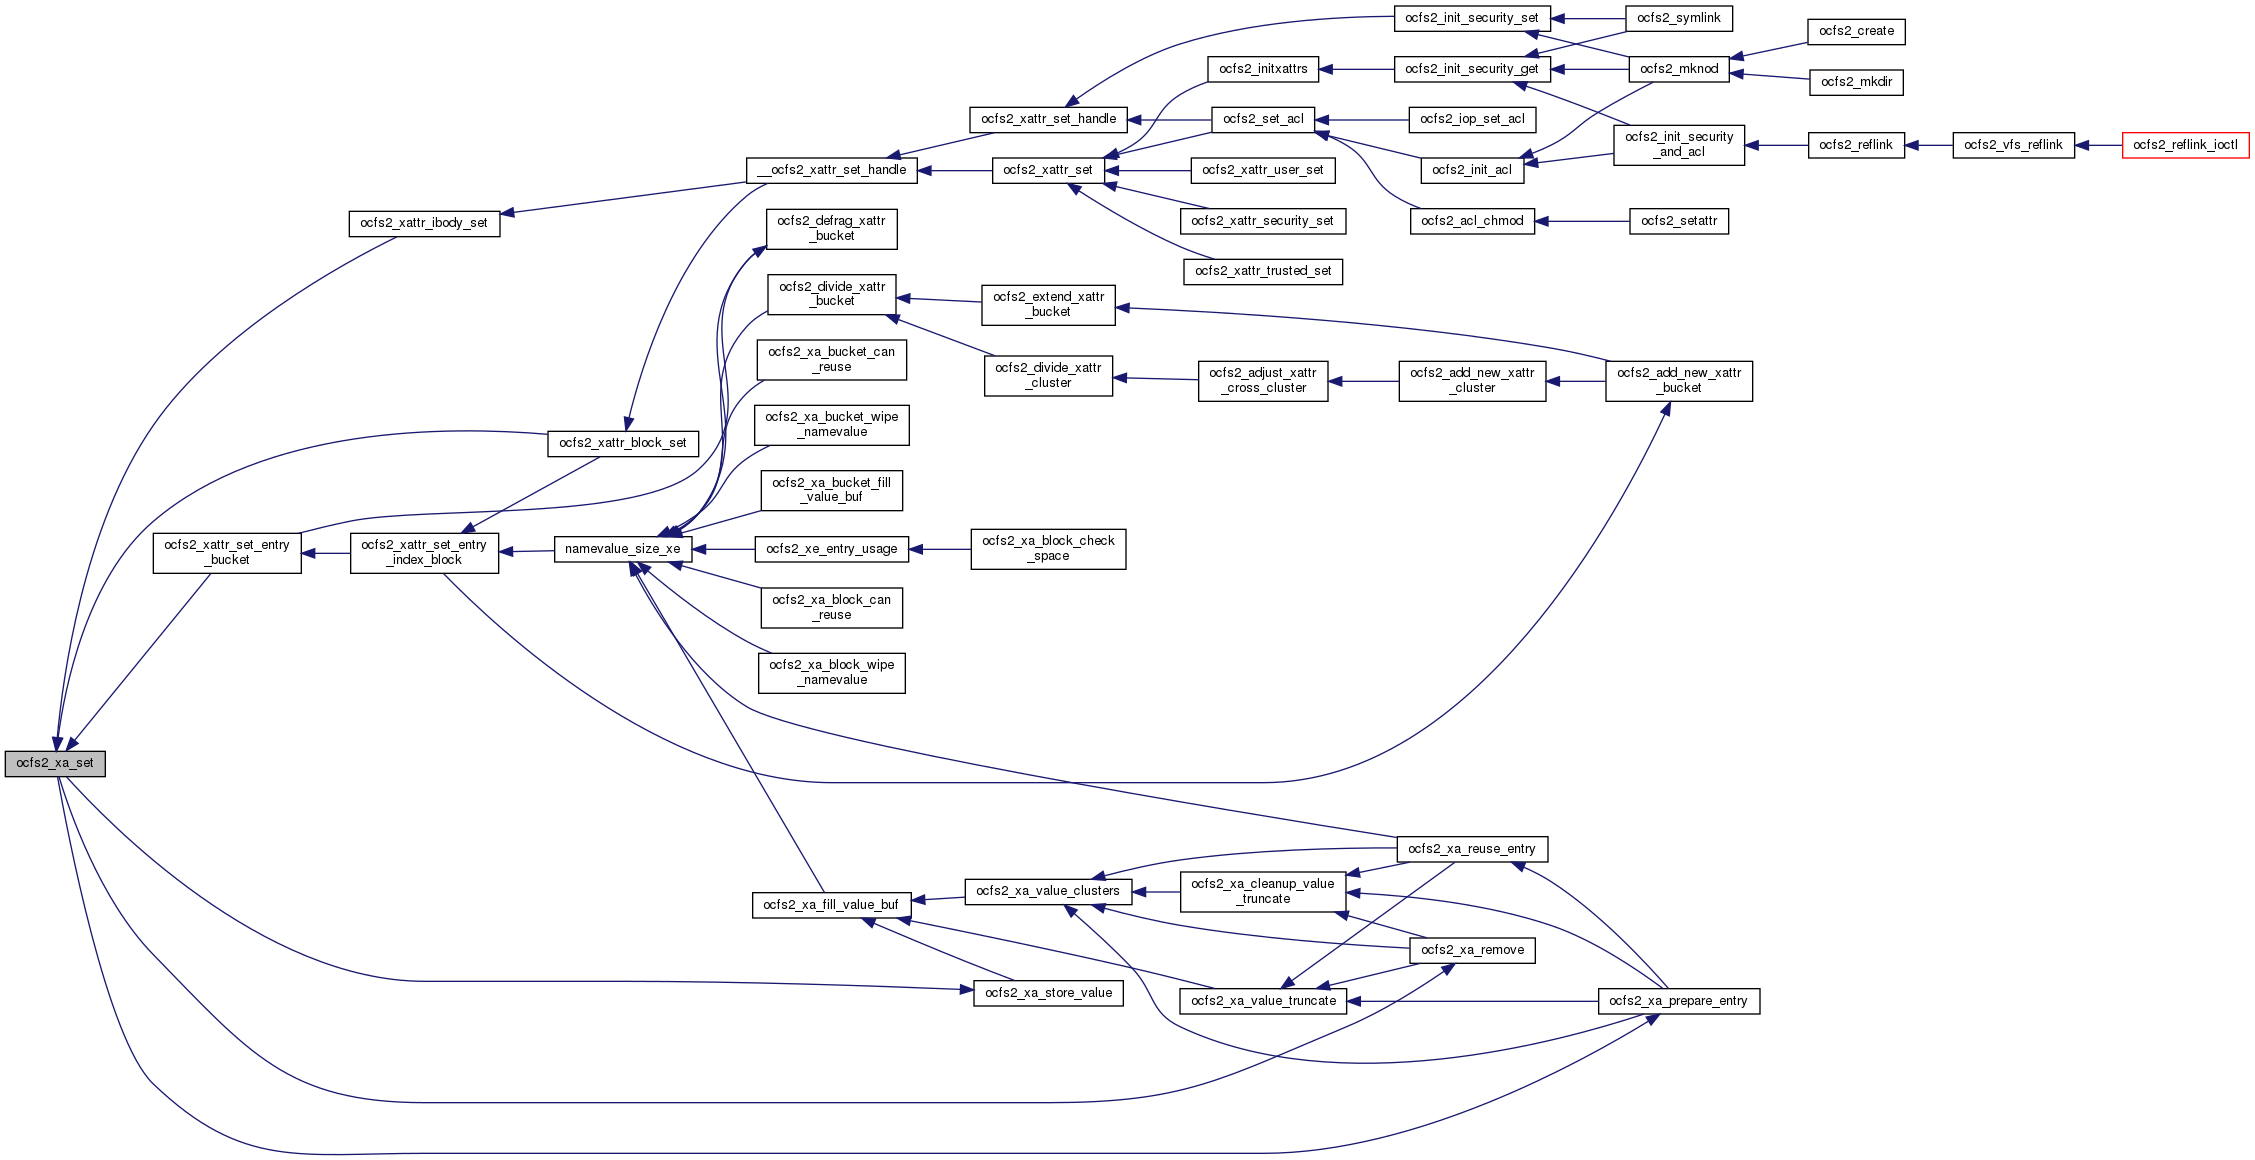 ocfs2_init_security_set
ocfs2_symlink
ocfs2_create
ocfs2_initxattrs
ocfs2_init_security_get
ocfs2_mknod
ocfs2_mkdir
ocfs2_xattr_set_handle
ocfs2_set_acl
ocfs2_iop_set_acl
ocfs2_init_security
_and_acl
ocfs2_reflink
ocfs2_vfs_reflink
ocfs2_reflink_ioctl
__ocfs2_xattr_set_handle
ocfs2_xattr_set
ocfs2_xattr_user_set
ocfs2_init_acl
ocfs2_xattr_ibody_set
ocfs2_defrag_xattr
_bucket
ocfs2_xattr_security_set
ocfs2_acl_chmod
ocfs2_setattr
ocfs2_xattr_trusted_set
ocfs2_divide_xattr
_bucket
ocfs2_extend_xattr
_bucket
ocfs2_xa_bucket_can
_reuse
ocfs2_divide_xattr
_cluster
ocfs2_adjust_xattr
_cross_cluster
ocfs2_add_new_xattr
_cluster
ocfs2_add_new_xattr
_bucket
ocfs2_xa_bucket_wipe
_namevalue
ocfs2_xattr_block_set
ocfs2_xa_bucket_fill
_value_buf
ocfs2_xattr_set_entry
_bucket
ocfs2_xattr_set_entry
_index_block
namevalue_size_xe
ocfs2_xe_entry_usage
ocfs2_xa_block_check
_space
ocfs2_xa_block_can
_reuse
ocfs2_xa_block_wipe
_namevalue
ocfs2_xa_set
ocfs2_xa_reuse_entry
ocfs2_xa_fill_value_buf
ocfs2_xa_value_clusters
ocfs2_xa_cleanup_value
_truncate
ocfs2_xa_remove
ocfs2_xa_store_value
ocfs2_xa_value_truncate
ocfs2_xa_prepare_entry